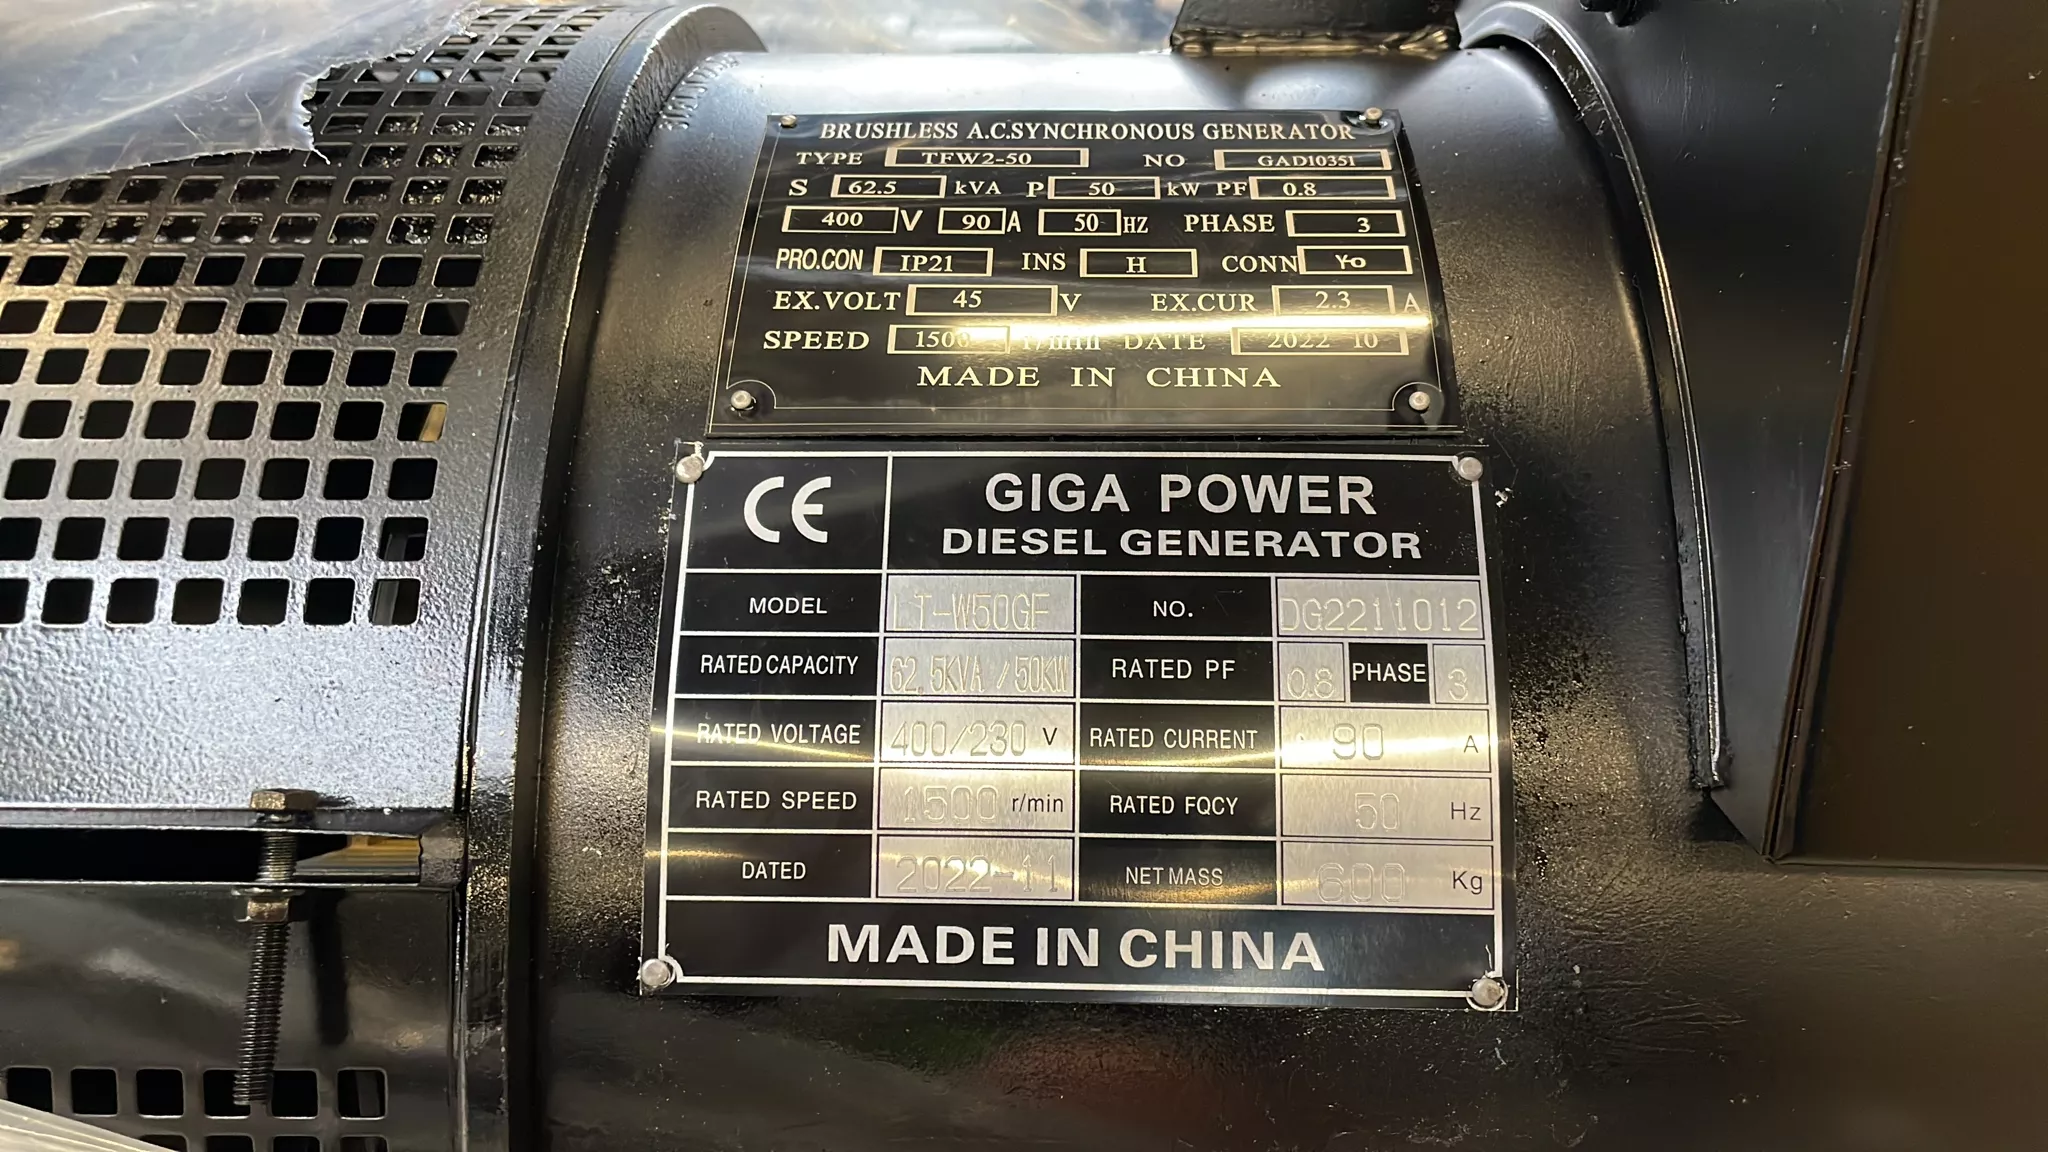 BRUSHLESS A.C.SYNCHRONOUS GENERATOR
TYPE TFW2-50 NO GAD10351
S 62.5 kVA P 50 kW PF 0.8
400 V 90 A 50 HZ PHASE 3
PRO.CON IP21 INS H CONN Yo
EX.VOLT 45 V EX.CUR 2.3 A
SPEED 1500 r/min DATE 2022 10
MADE IN CHINA
CE GIGA POWER
DIESEL GENERATOR
MODEL LT-W50GF NO. DG2211012
RATED CAPACITY 62.5KVA /50KW RATED PF 0.8 PHASE 3
RATED VOLTAGE 400/230 V RATED CURRENT 90 A
RATED SPEED 1500 r/min RATED FQCY 50 Hz
DATED 2022-11 NET MASS 600 Kg
MADE IN CHINA